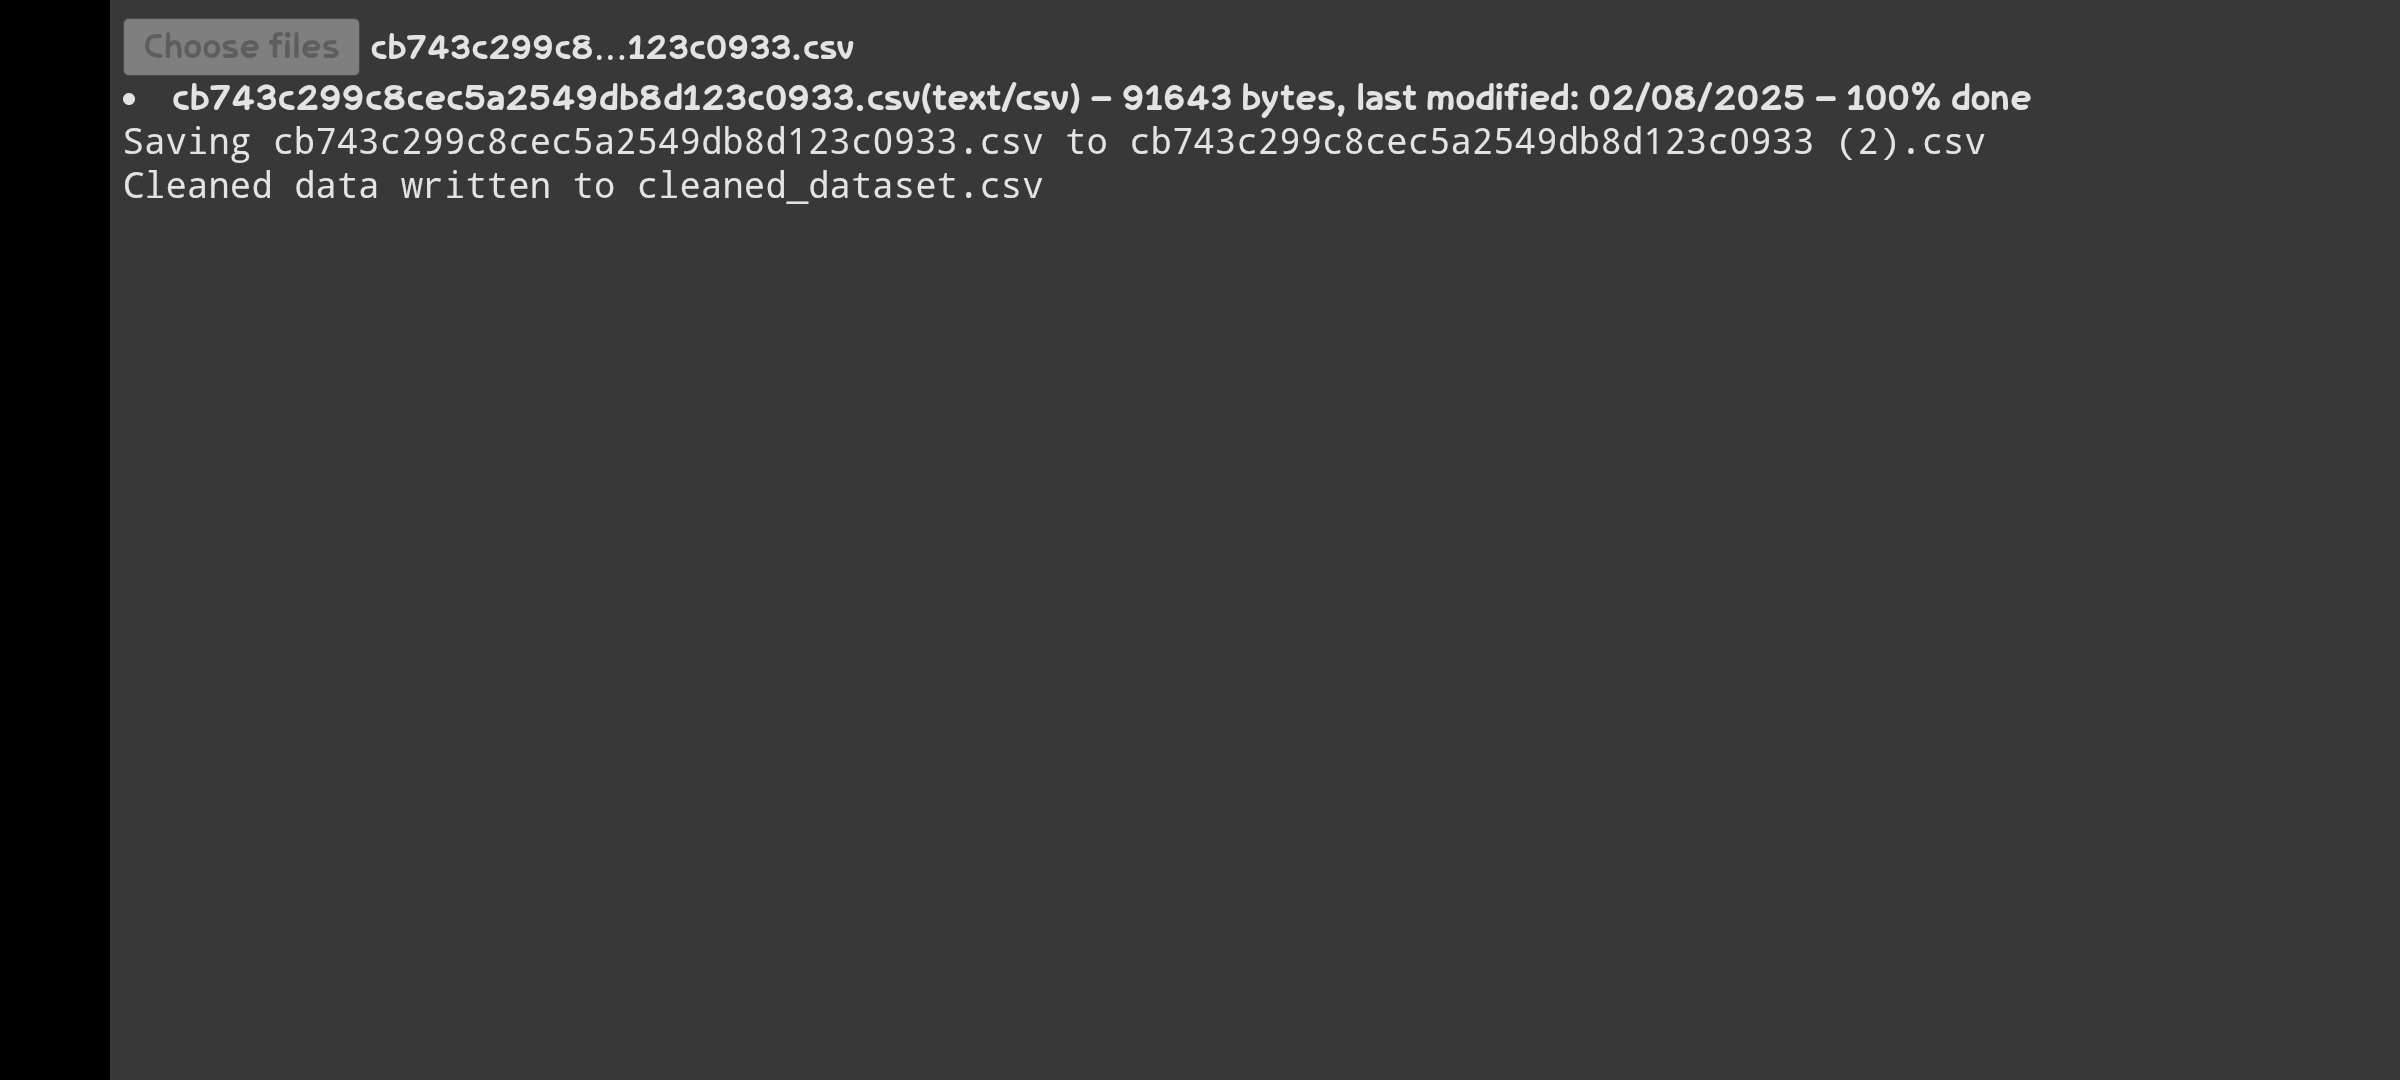 Choose files cb743c299c8...123c0933.csv
• cb743c299c8cec5a2549db8d123c0933.csv(text/csv) – 91643 bytes, last modified: 02/08/2025 – 100% done
Saving cb743c299c8cec5a2549db8d123c0933.csv to cb743c299c8cec5a2549db8d123c0933 (2).csv
Cleaned data written to cleaned_dataset.csv